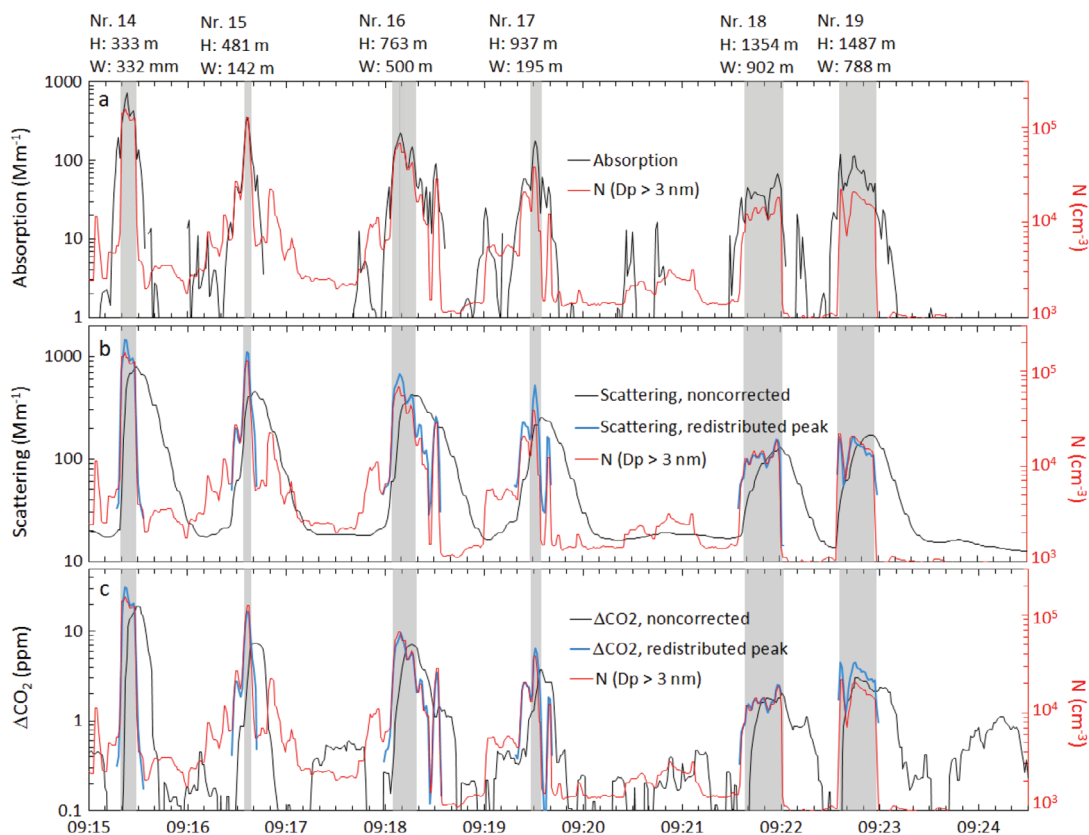 Nr. 14
H: 333 m
W: 332 mm
Nr. 15
H: 481 m
W: 142 m
Nr. 16
H: 763 m
W: 500 m
Nr. 17
H: 937 m
W: 195 m
Nr. 18
H: 1354 m
W: 902 m
Nr. 19
H: 1487 m
W: 788 m
a
Absorption (Mm⁻¹)
1000
100
10
1
Absorption
N (Dp > 3 nm)
10⁵
10⁴
10³
N (cm⁻³)
b
Scattering (Mm⁻¹)
1000
100
10
Scattering, noncorrected
Scattering, redistributed peak
N (Dp > 3 nm)
10⁵
10⁴
10³
N (cm⁻³)
c
ΔCO₂ (ppm)
10
1
0.1
ΔCO2, noncorrected
ΔCO2, redistributed peak
N (Dp > 3 nm)
10⁵
10⁴
10³
N (cm⁻³)
09:15 09:16 09:17 09:18 09:19 09:20 09:21 09:22 09:23 09:24